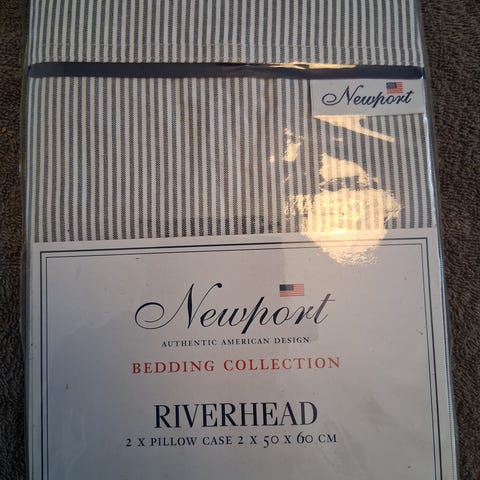 Newport
Newport
AUTHENTIC AMERICAN DESIGN
BEDDING COLLECTION
RIVERHEAD
2 X PILLOW CASE 2 X 50 X 60 CM